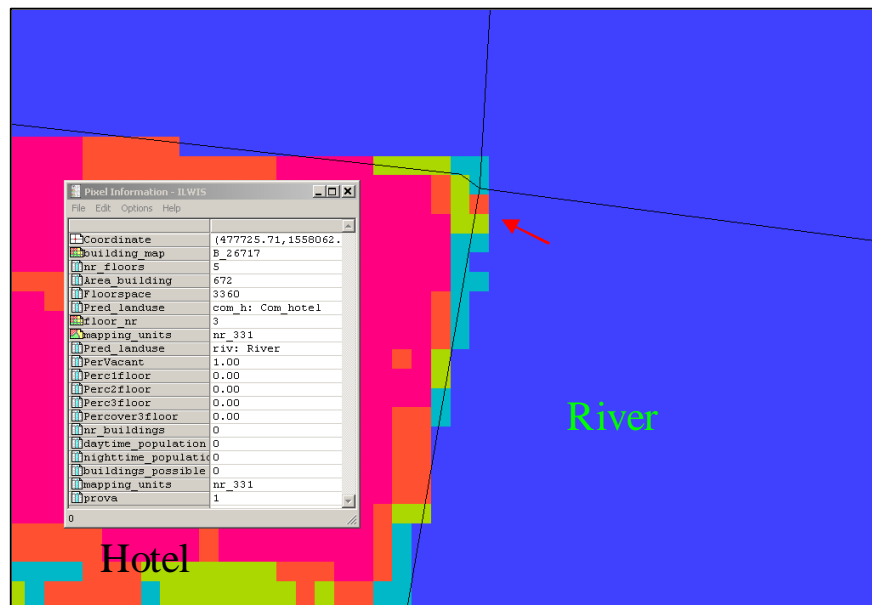 Pixel Information - ILWIS
File Edit Options Help
Coordinate (477725.71,1558062.
building_map B_26717
nr_floors 5
Area_building 672
Floorspace 3360
Pred_landuse com_h: Com_hotel
floor_nr 3
mapping_units nr_331
Pred_landuse riv: River
PerVacant 1.00
Perc1floor 0.00
Perc2floor 0.00
Perc3floor 0.00
Percover3floor 0.00
nr_buildings 0
daytime_population 0
nighttime_populatic 0
buildings_possible 0
mapping_units nr_331
prova 1
0
River
Hotel